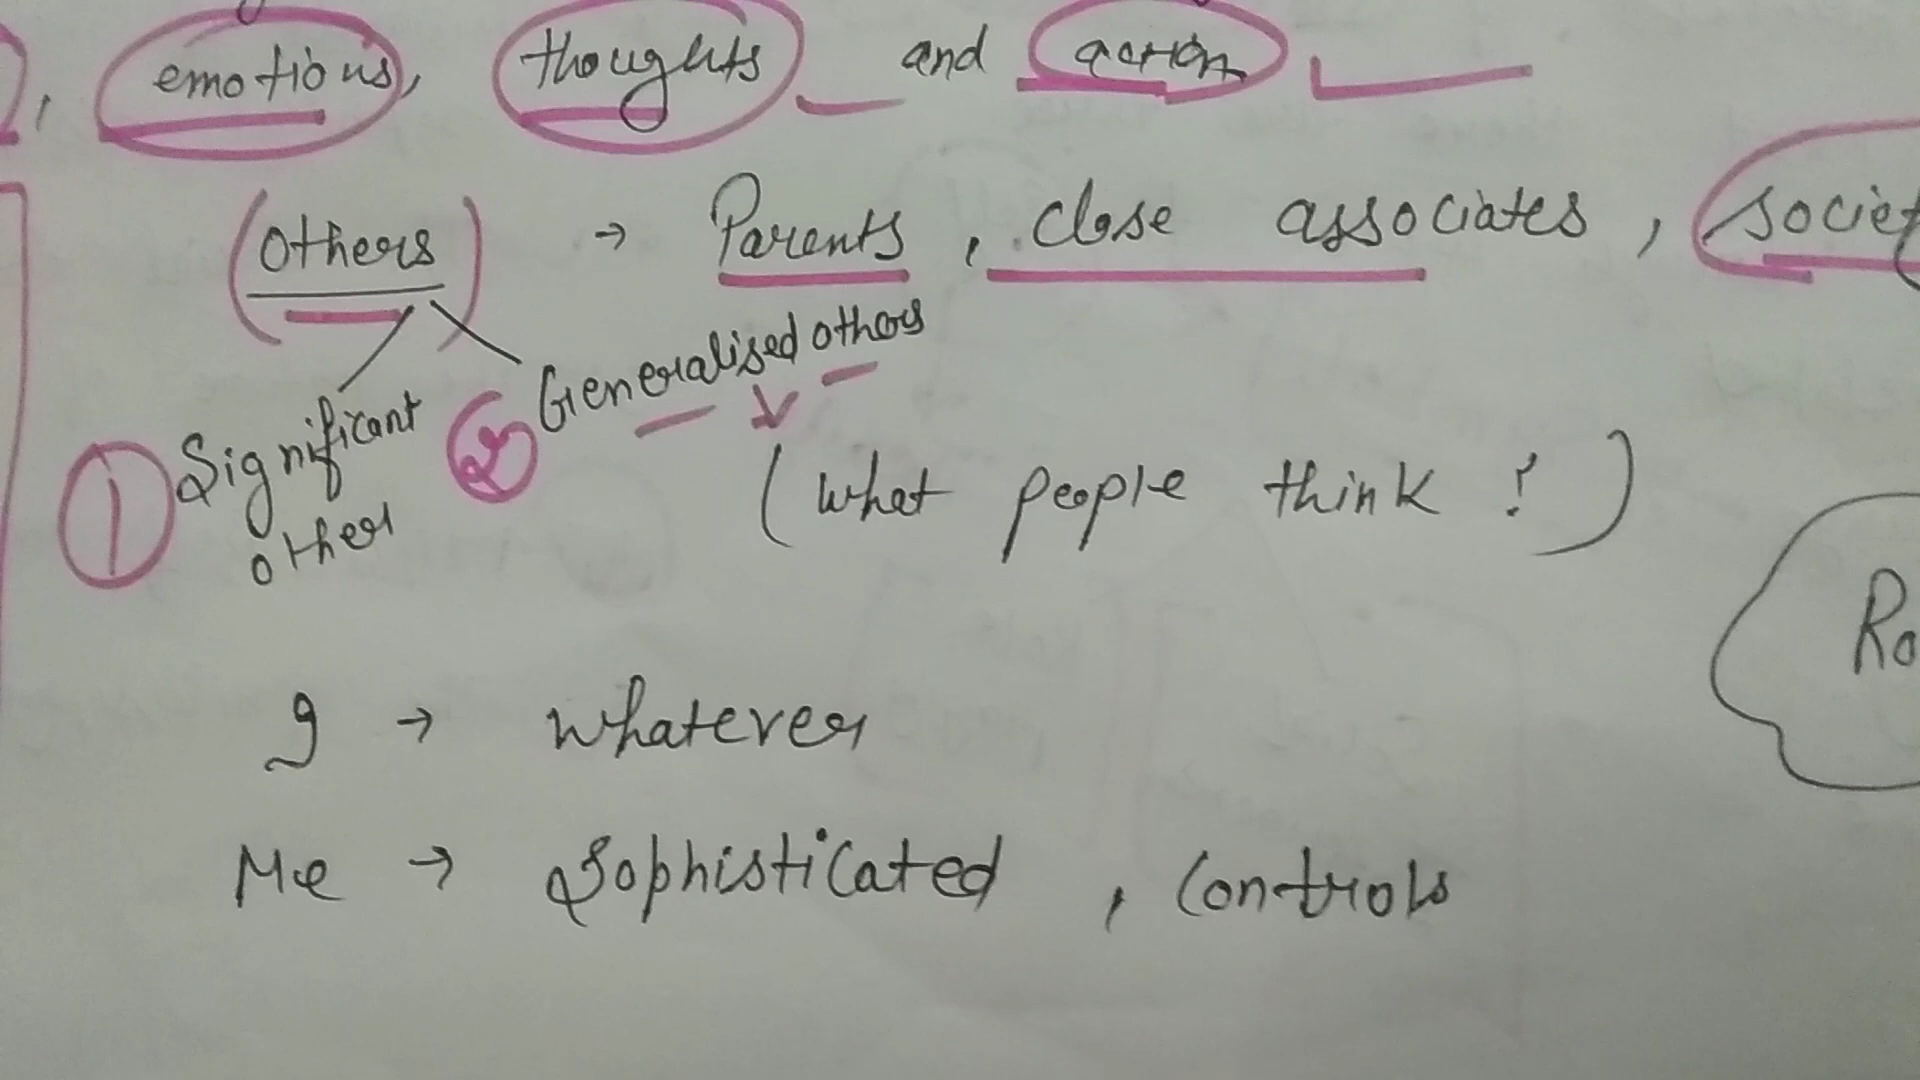 , emotions, thoughts and action
(Others) → Parents, close associates, societ
① Significant others
② Generalised others
(what people think ?)
Ro
I → whatever
Me → Sophisticated, controls